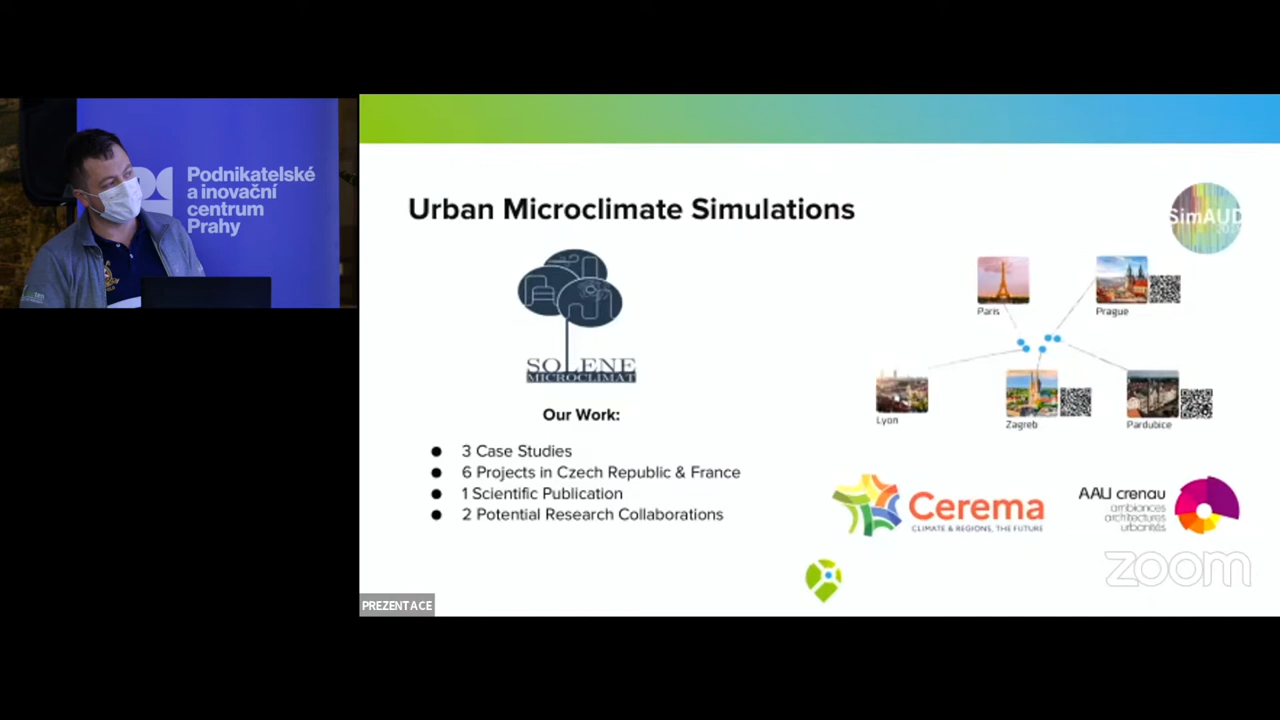 Podnikatelské
a inovační
centrum
Prahy
Urban Microclimate Simulations
SimAUD
SOLENE
MICROCLIMAT
Our Work:
3 Case Studies
6 Projects in Czech Republic & France
1 Scientific Publication
2 Potential Research Collaborations
Paris
Prague
Lyon
Zagreb
Pardubice
Cerema
CLIMATE & REGIONS, THE FUTURE
AAU crenau
ambiances
architectures
urbanités
zoom
PREZENTACE